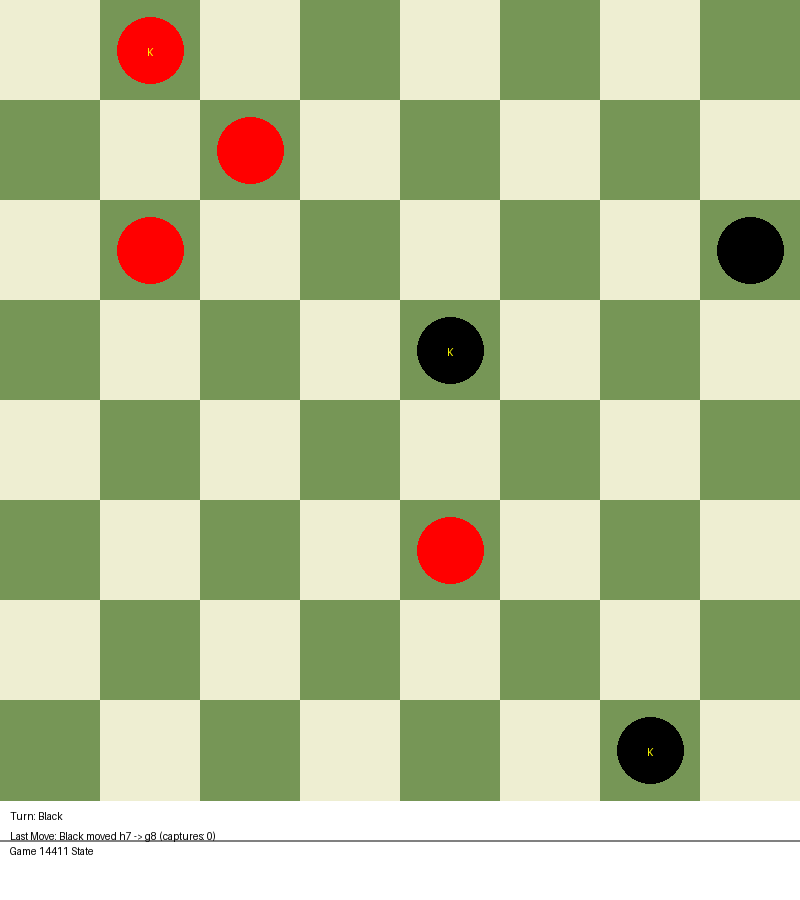 K
K
K
Turn: Black
Last Move: Black moved h7 -> g8 (captures: 0)
Game 14411 State